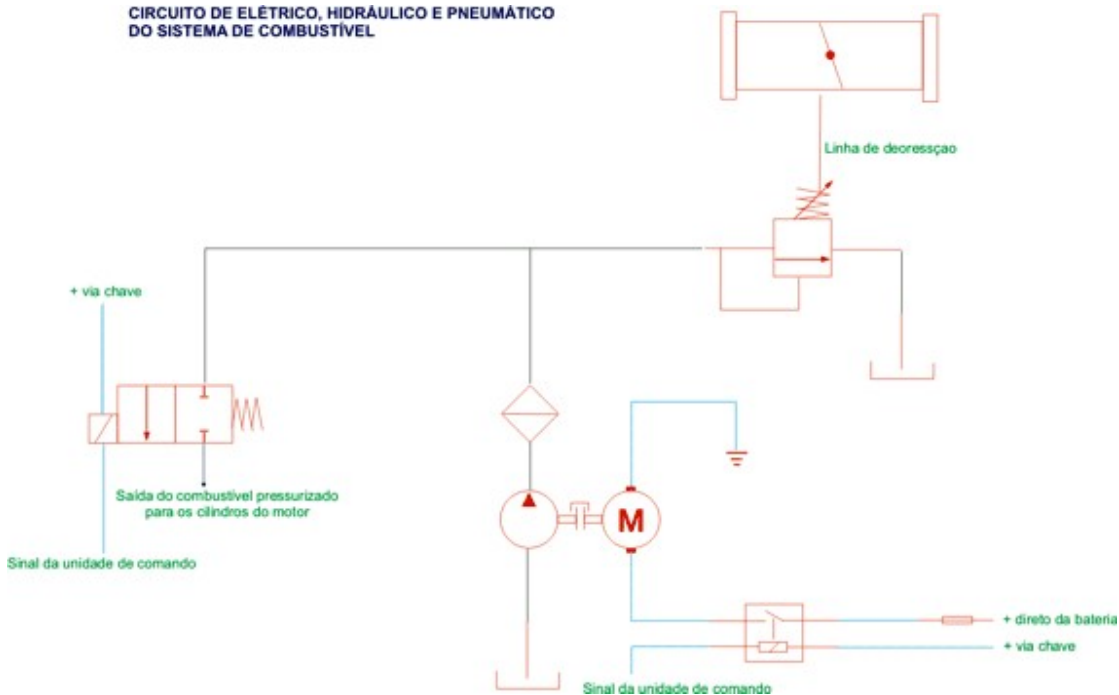 CIRCUITO DE ELÉTRICO, HIDRÁULICO E PNEUMÁTICO
DO SISTEMA DE COMBUSTÍVEL
Linha de deoressçao
+ via chave
Saída do combustível pressurizado
para os cilindros do motor
Sinal da unidade de comando
M
+ direto da bateria
+ via chave
Sinal da unidade de comando